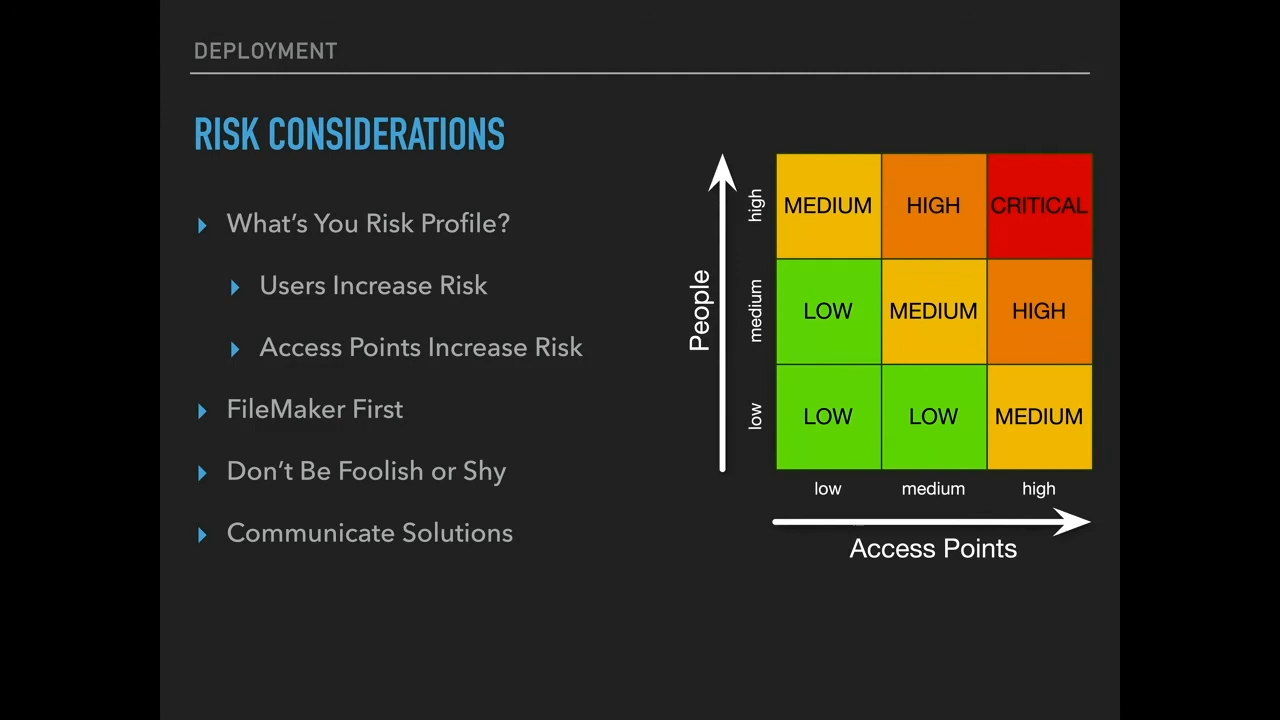 DEPLOYMENT
RISK CONSIDERATIONS
What's You Risk Profile?
Users Increase Risk
Access Points Increase Risk
FileMaker First
Don't Be Foolish or Shy
Communicate Solutions
People
high
MEDIUM HIGH CRITICAL
medium
LOW MEDIUM HIGH
low
LOW LOW MEDIUM
low medium high
Access Points